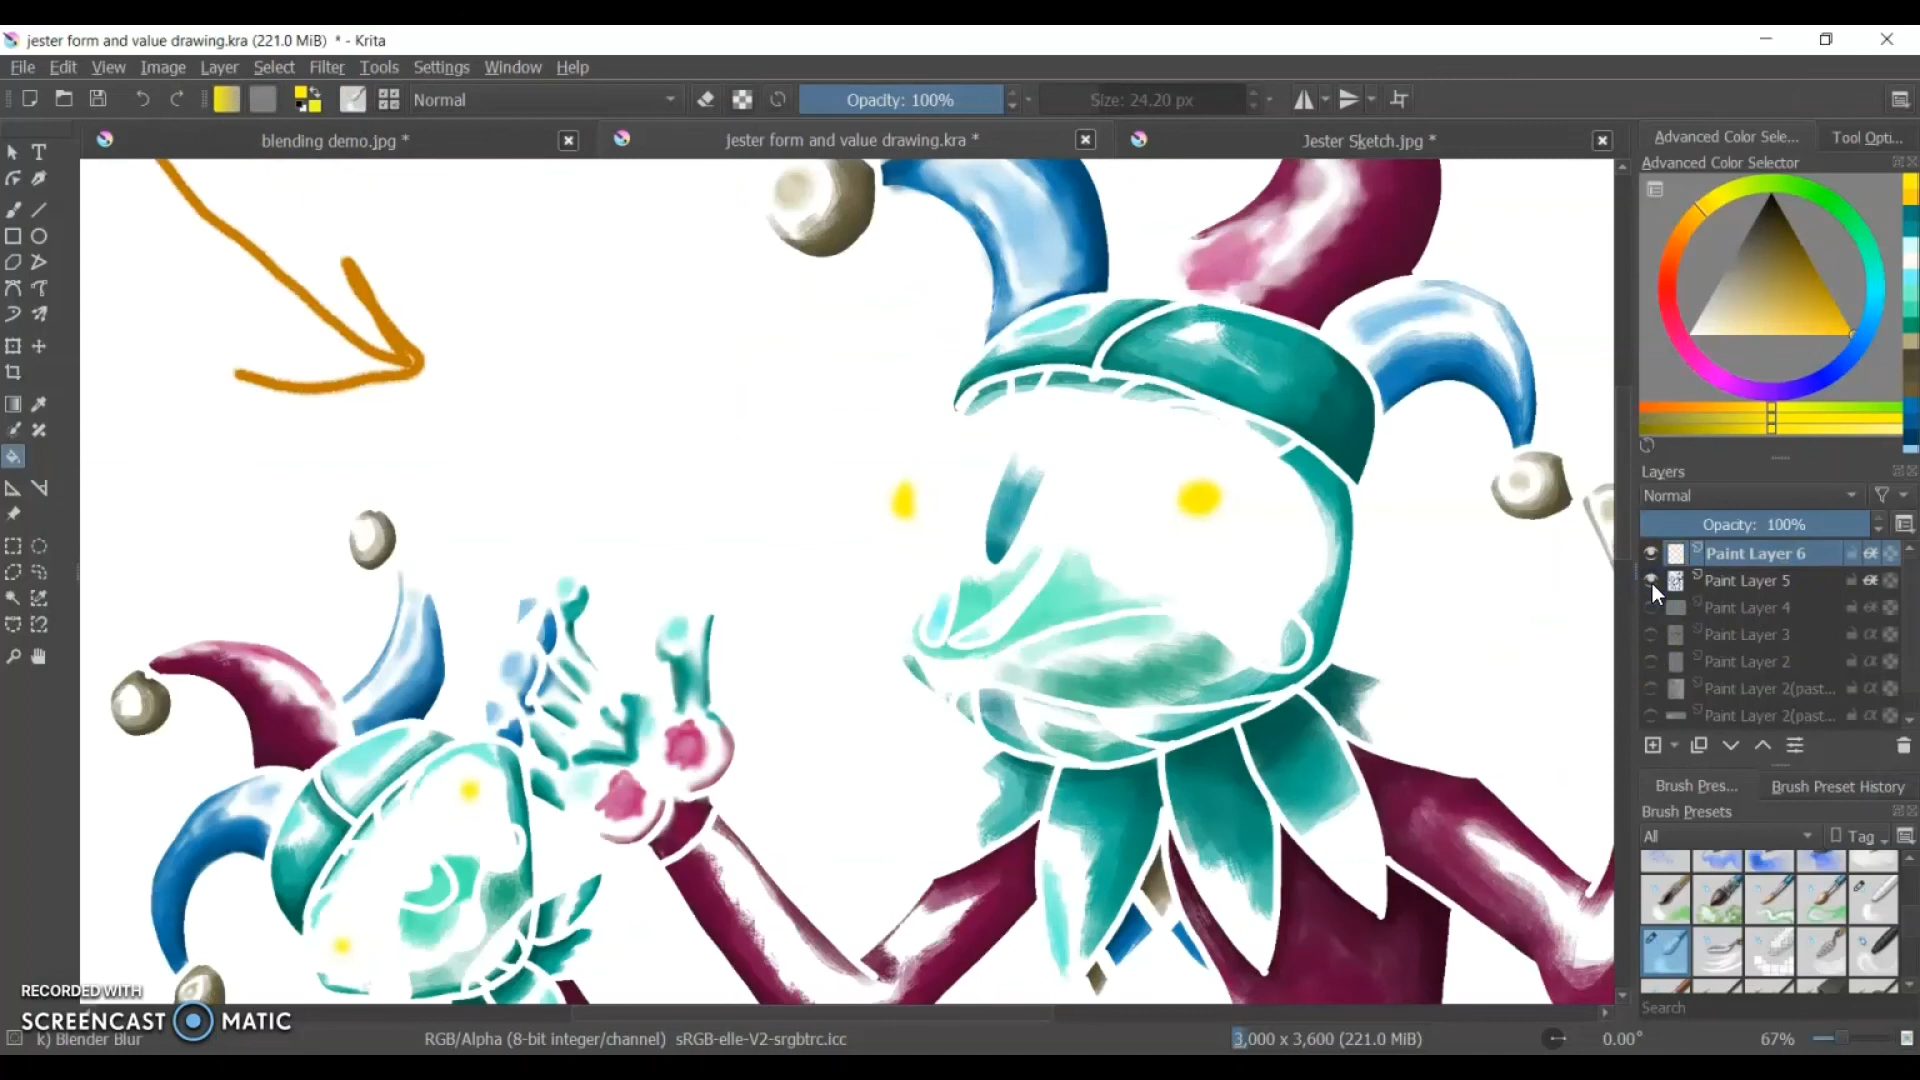 jester form and value drawing.kra (221.0 MiB) * - Krita
File Edit View Image Layer Select Filter Tools Settings Window Help
Normal Opacity: 100% Size: 24.20 px
blending demo.jpg * jester form and value drawing.kra * Jester Sketch.jpg *
Advanced Color Sele... Tool Opti...
Advanced Color Selector
Layers
Normal
Opacity: 100%
Paint Layer 6
Paint Layer 5
Paint Layer 4
Paint Layer 3
Paint Layer 2
Paint Layer 2(past...
Paint Layer 2(past...
Brush Pres... Brush Preset History
Brush Presets
All Tag
Search
RECORDED WITH
SCREENCAST MATIC
k) Blender Blur RGB/Alpha (8-bit integer/channel) sRGB-elle-V2-srgbtrc.icc 3,000 x 3,600 (221.0 MiB) 0.00° 67%